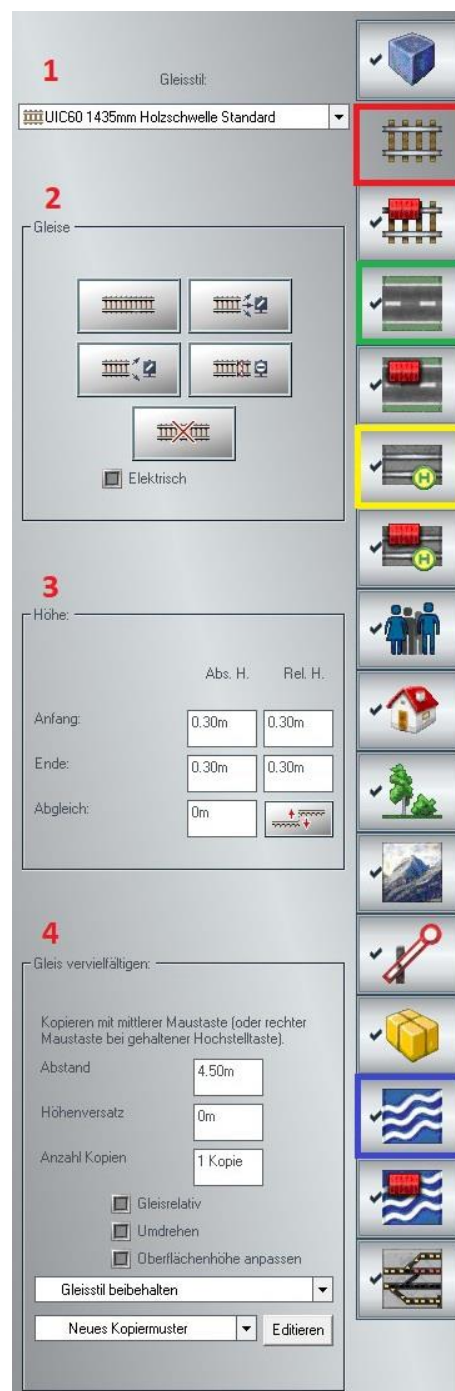 1
Gleisstil:
UIC60 1435mm Holzschwelle Standard
2
Gleise
Elektrisch
3
Höhe:
Abs. H. Rel. H.
Anfang: 0.30m 0.30m
Ende: 0.30m 0.30m
Abgleich: 0m
4
Gleis vervielfältigen:
Kopieren mit mittlerer Maustaste (oder rechter
Maustaste bei gehaltener Hochstelltaste).
Abstand 4.50m
Höhenversatz 0m
Anzahl Kopien 1 Kopie
Gleisrelativ
Umdrehen
Oberflächenhöhe anpassen
Gleisstil beibehalten
Neues Kopiermuster Editieren
H
H